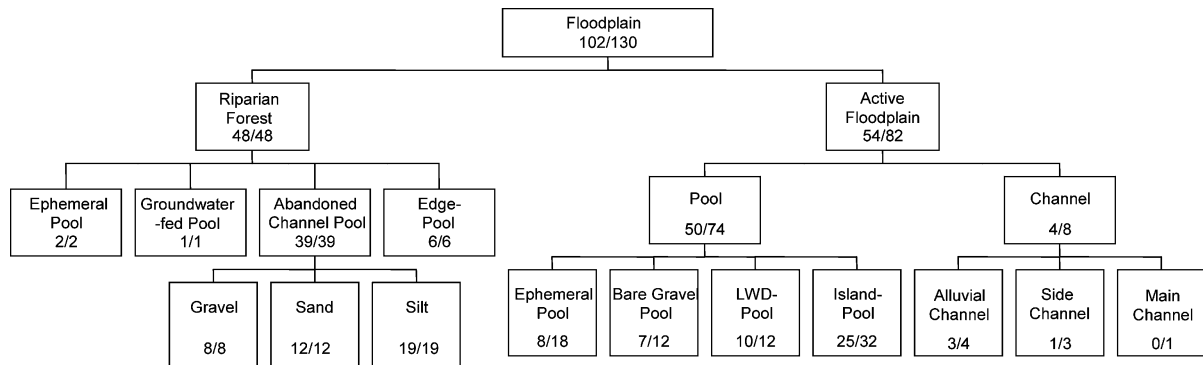 Floodplain
102/130
Riparian
Forest
48/48
Active
Floodplain
54/82
Ephemeral
Pool
2/2
Groundwater
-fed Pool
1/1
Abandoned
Channel Pool
39/39
Edge-
Pool
6/6
Pool
50/74
Channel
4/8
Gravel
8/8
Sand
12/12
Silt
19/19
Ephemeral
Pool
8/18
Bare Gravel
Pool
7/12
LWD-
Pool
10/12
Island-
Pool
25/32
Alluvial
Channel
3/4
Side
Channel
1/3
Main
Channel
0/1